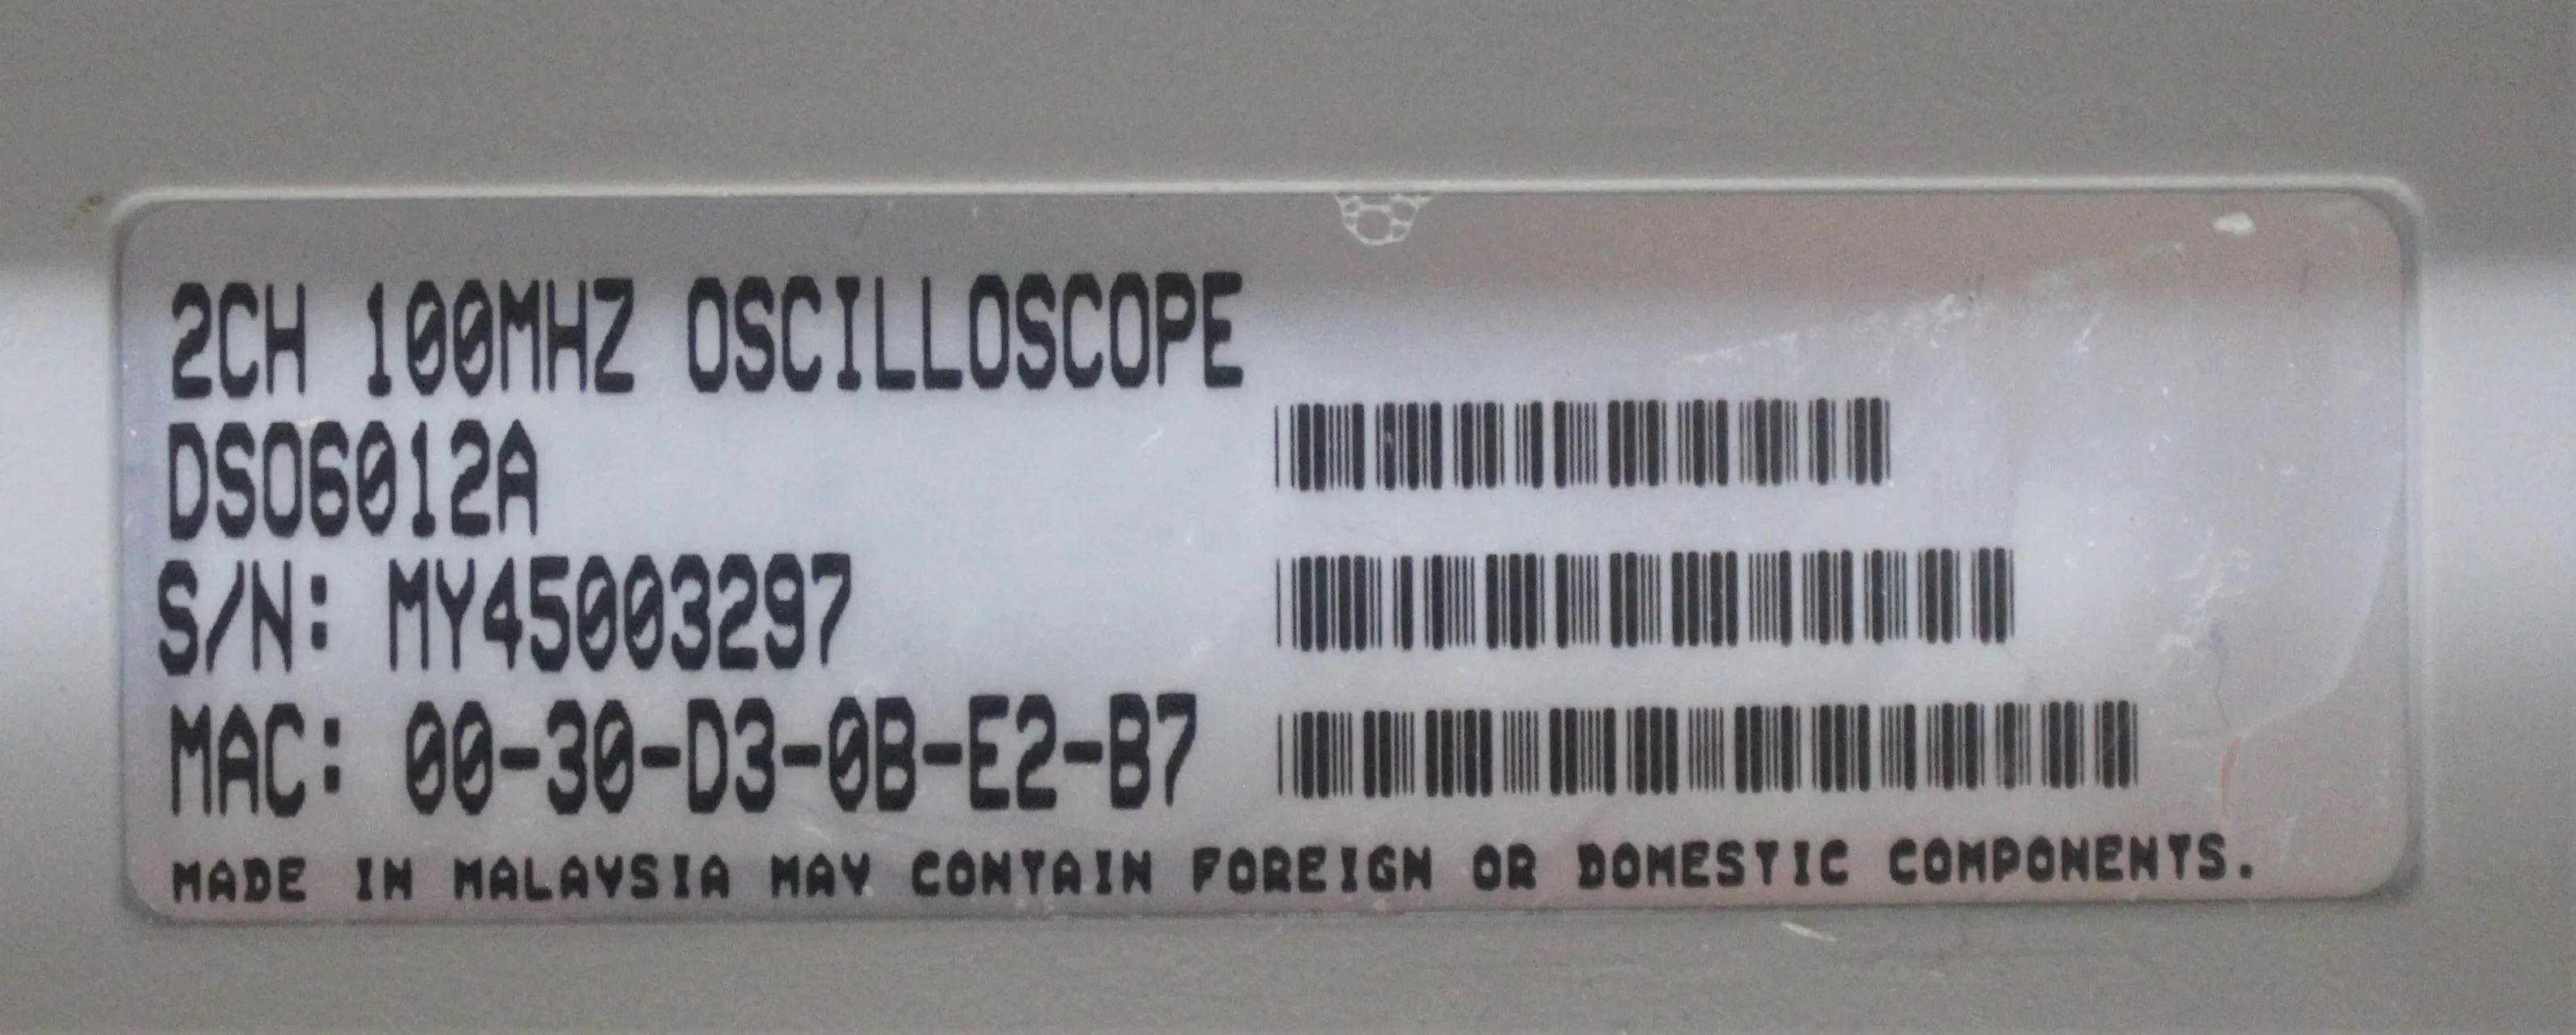 2CH 100MHZ OSCILLOSCOPE
DSO6012A
S/N: MY45003297
MAC: 00-30-D3-0B-E2-B7
MADE IN MALAYSIA MAY CONTAIN FOREIGN OR DOMESTIC COMPONENTS.